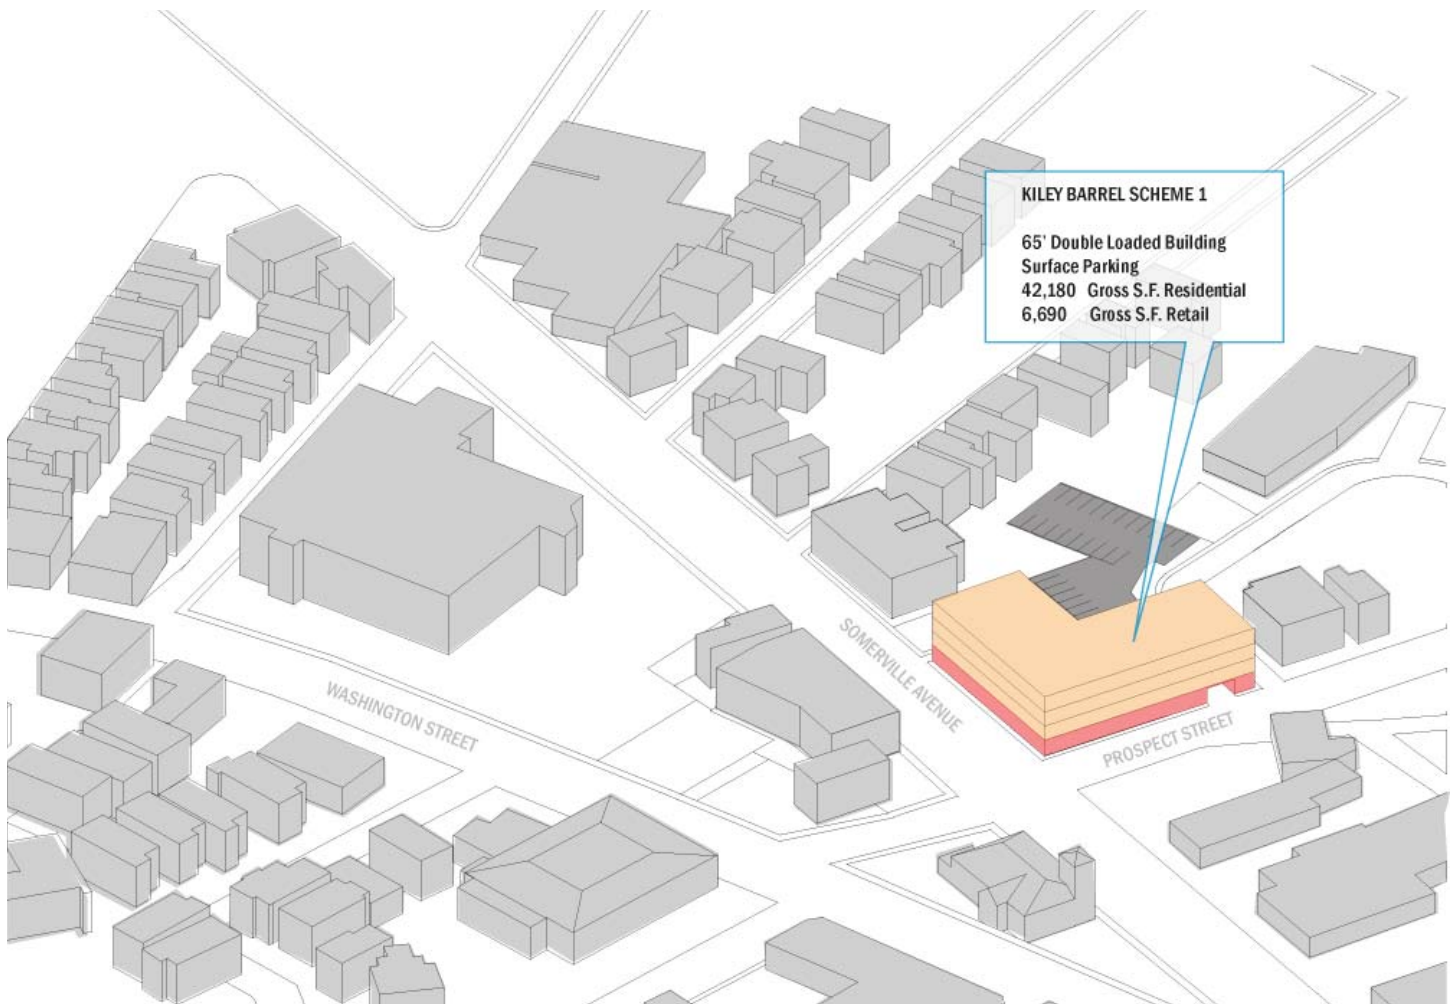 KILEY BARREL SCHEME 1
65' Double Loaded Building
Surface Parking
42,180 Gross S.F. Residential
6,690 Gross S.F. Retail
SOMERVILLE AVENUE
WASHINGTON STREET
PROSPECT STREET